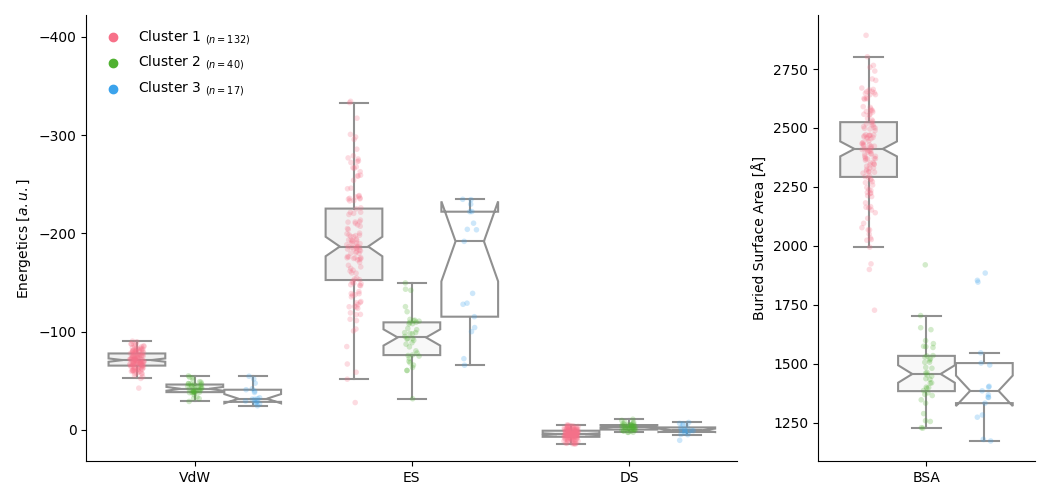 Energetics [a.u.]
−400
−300
−200
−100
0
Cluster 1 (n = 132)
Cluster 2 (n = 40)
Cluster 3 (n = 17)
VdW
ES
DS
Buried Surface Area [Å]
2750
2500
2250
2000
1750
1500
1250
BSA